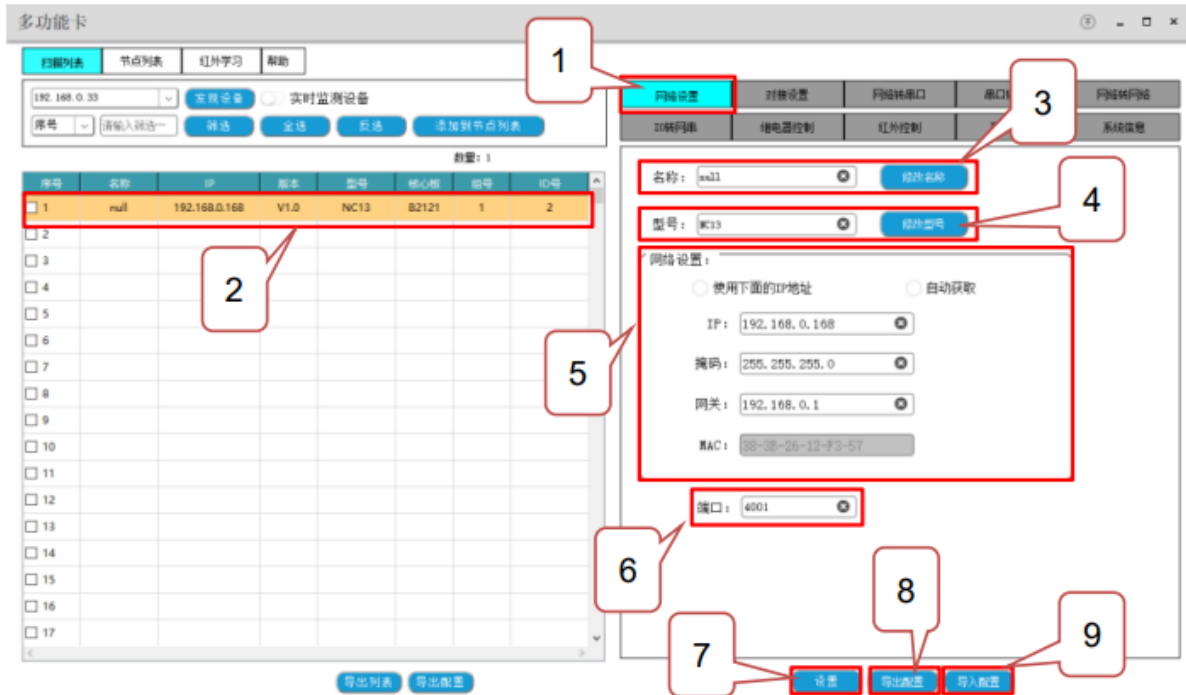 多功能卡
1
扫描列表 节点列表 红外学习 帮助
网络设置 对接设置 网络转串口 串口 网络转网络
3
192.168.0.33 发现设备 实时监测设备
序号 请输入筛选… 筛选 全选 反选 添加到节点列表
IO转网串 继电器控制 红外控制 系统信息
数量: 1
序号 名称 IP 版本 型号 核心板 组号 ID号
1 null 192.168.0.168 V1.0 NC13 B2121 1 2
2
3
4
5
6
7
8
9
10
11
12
13
14
15
16
17
2
名称: null 修改名称
4
型号: NC13 修改型号
网络设置:
使用下面的IP地址 自动获取
IP: 192.168.0.168
掩码: 255.255.255.0
网关: 192.168.0.1
MAC: 38-3B-26-12-F3-57
5
端口: 4001
6
7
8
9
导出列表 导出配置
设置 导出配置 导入配置